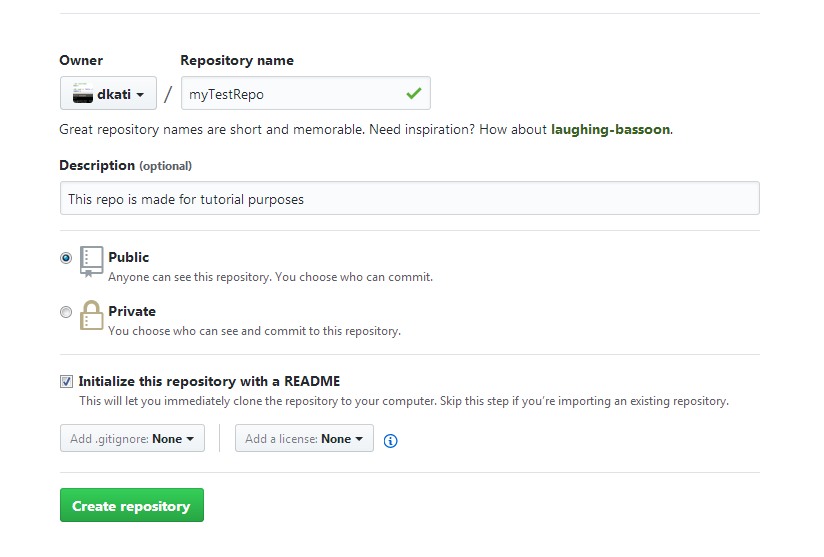 Owner Repository name
dkati / myTestRepo
Great repository names are short and memorable. Need inspiration? How about laughing-bassoon.
Description (optional)
This repo is made for tutorial purposes
Public
Anyone can see this repository. You choose who can commit.
Private
You choose who can see and commit to this repository.
Initialize this repository with a README
This will let you immediately clone the repository to your computer. Skip this step if you’re importing an existing repository.
Add .gitignore: None Add a license: None
Create repository